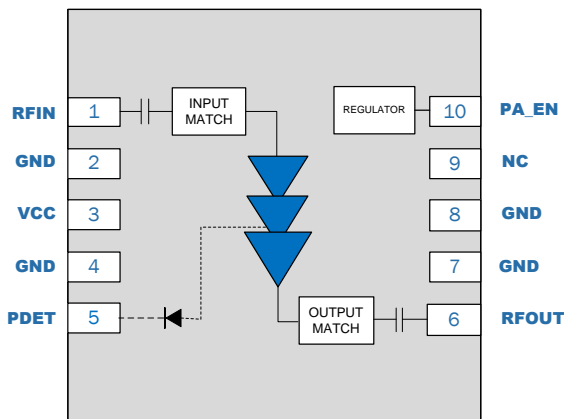 RFIN
1
INPUT
MATCH
REGULATOR
10
PA_EN
GND
2
9
NC
VCC
3
8
GND
GND
4
7
GND
PDET
5
OUTPUT
MATCH
6
RFOUT